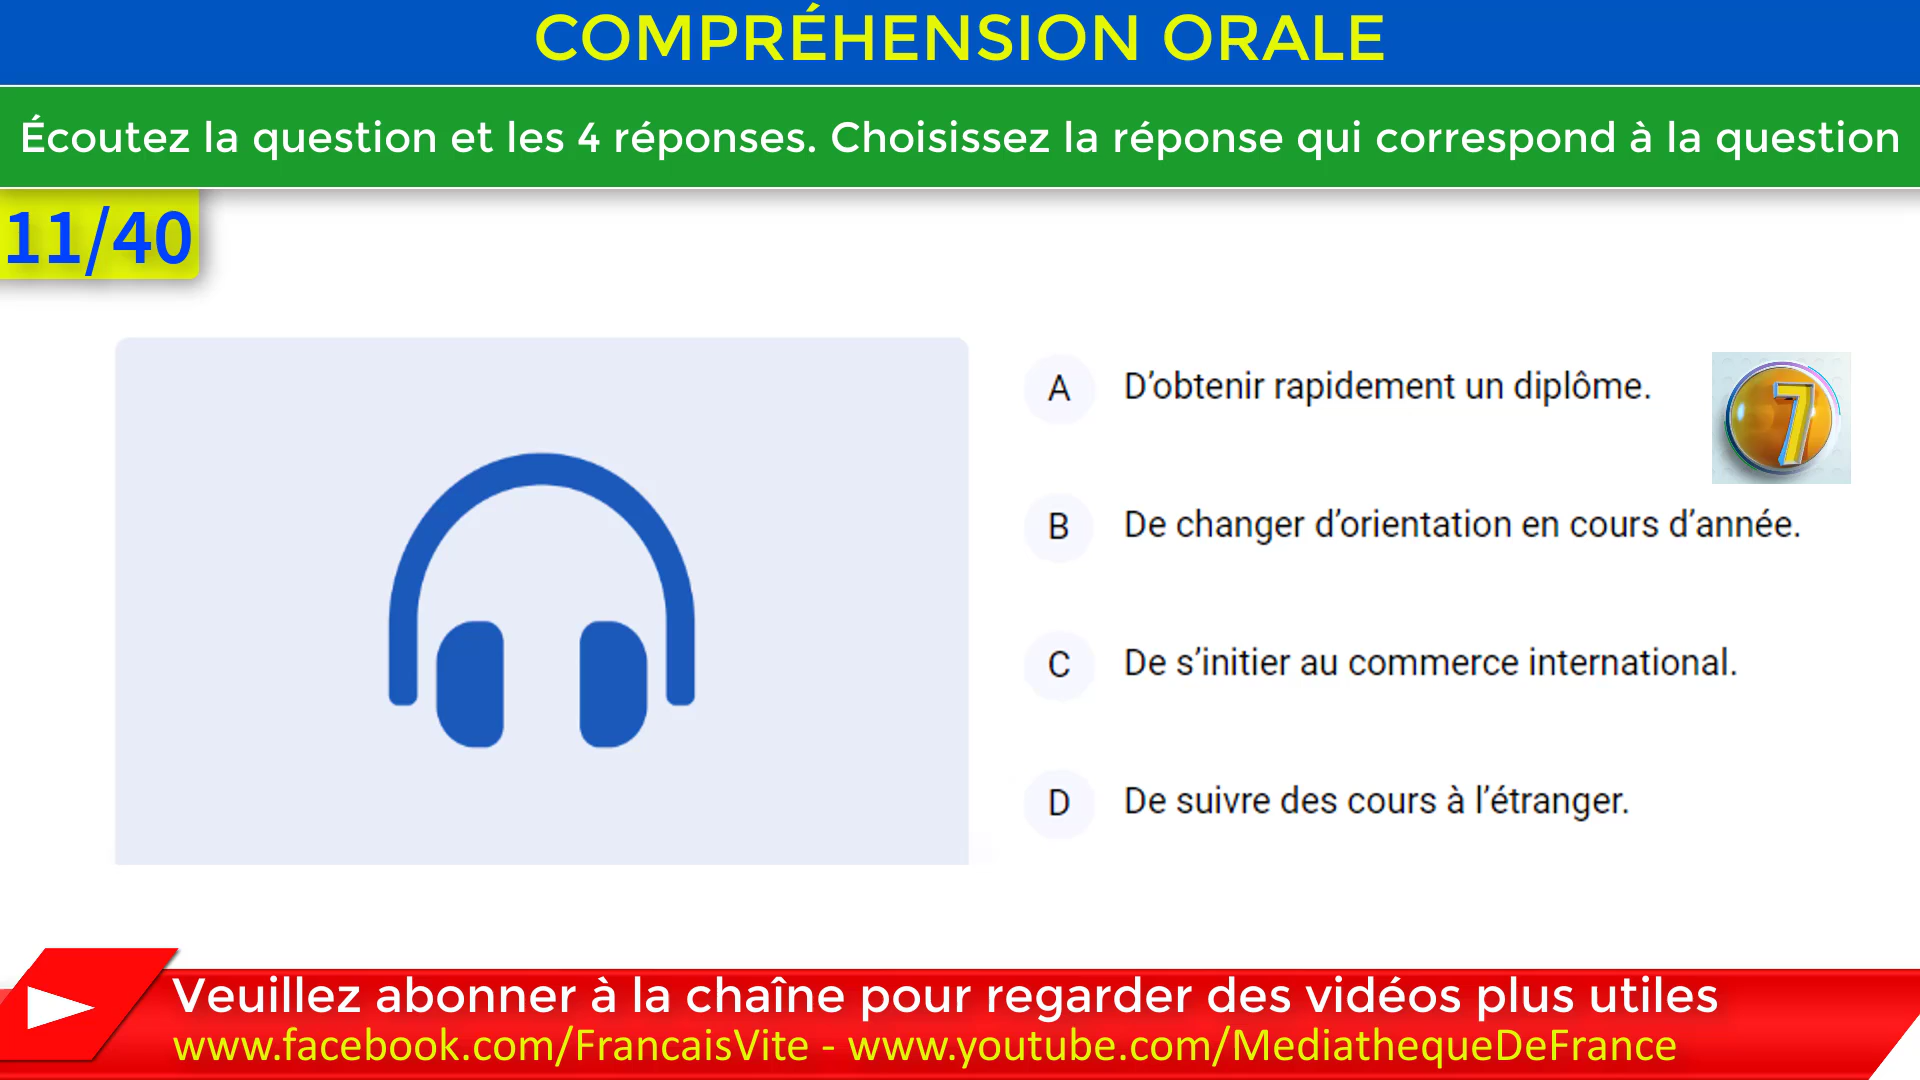 COMPRÉHENSION ORALE
Écoutez la question et les 4 réponses. Choisissez la réponse qui correspond à la question
11/40
A D’obtenir rapidement un diplôme.
7
B De changer d’orientation en cours d’année.
C De s’initier au commerce international.
D De suivre des cours à l’étranger.
Veuillez abonner à la chaîne pour regarder des vidéos plus utiles
www.facebook.com/FrancaisVite - www.youtube.com/MediathequeDeFrance